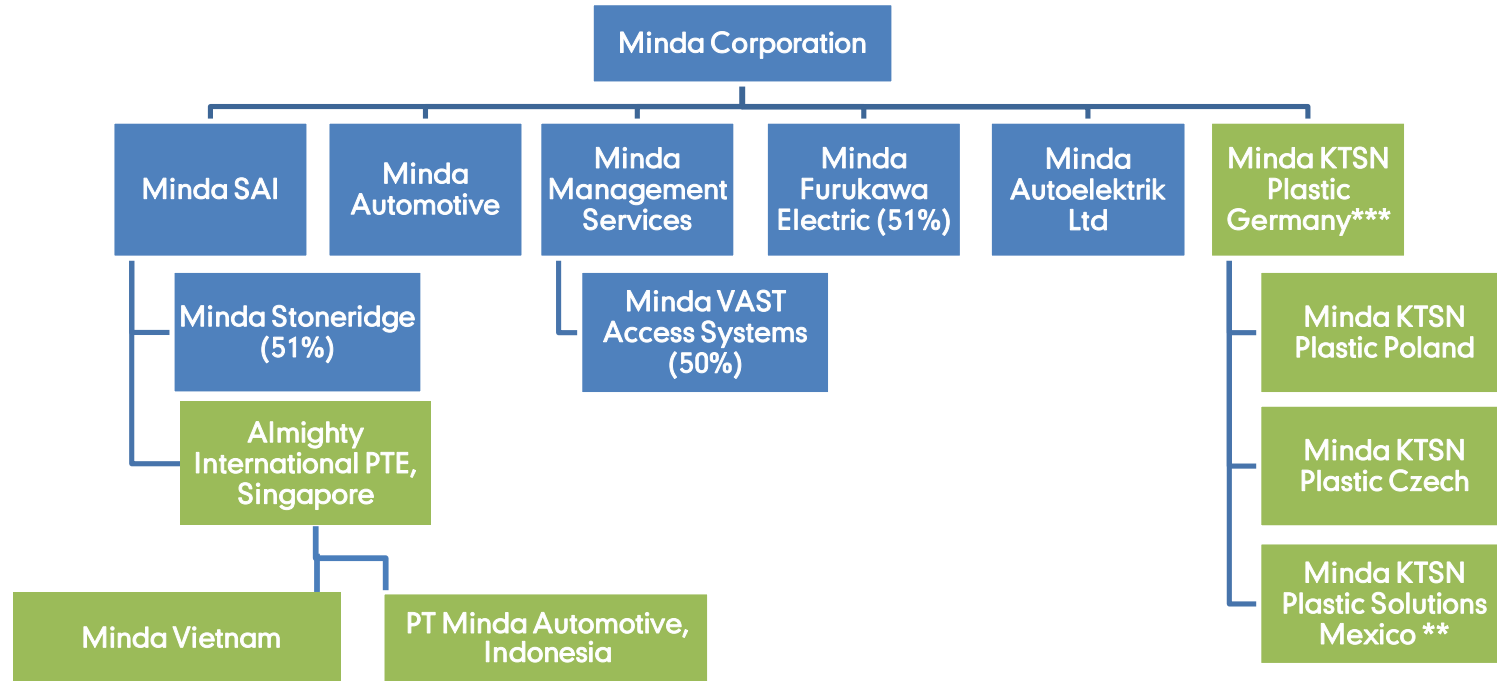 Minda Corporation
Minda SAI
Minda
Automotive
Minda
Management
Services
Minda
Furukawa
Electric (51%)
Minda
Autoelektrik
Ltd
Minda KTSN
Plastic
Germany***
Minda Stoneridge
(51%)
Minda VAST
Access Systems
(50%)
Minda KTSN
Plastic Poland
Almighty
International PTE,
Singapore
Minda KTSN
Plastic Czech
Minda KTSN
Plastic Solutions
Mexico **
Minda Vietnam
PT Minda Automotive,
Indonesia